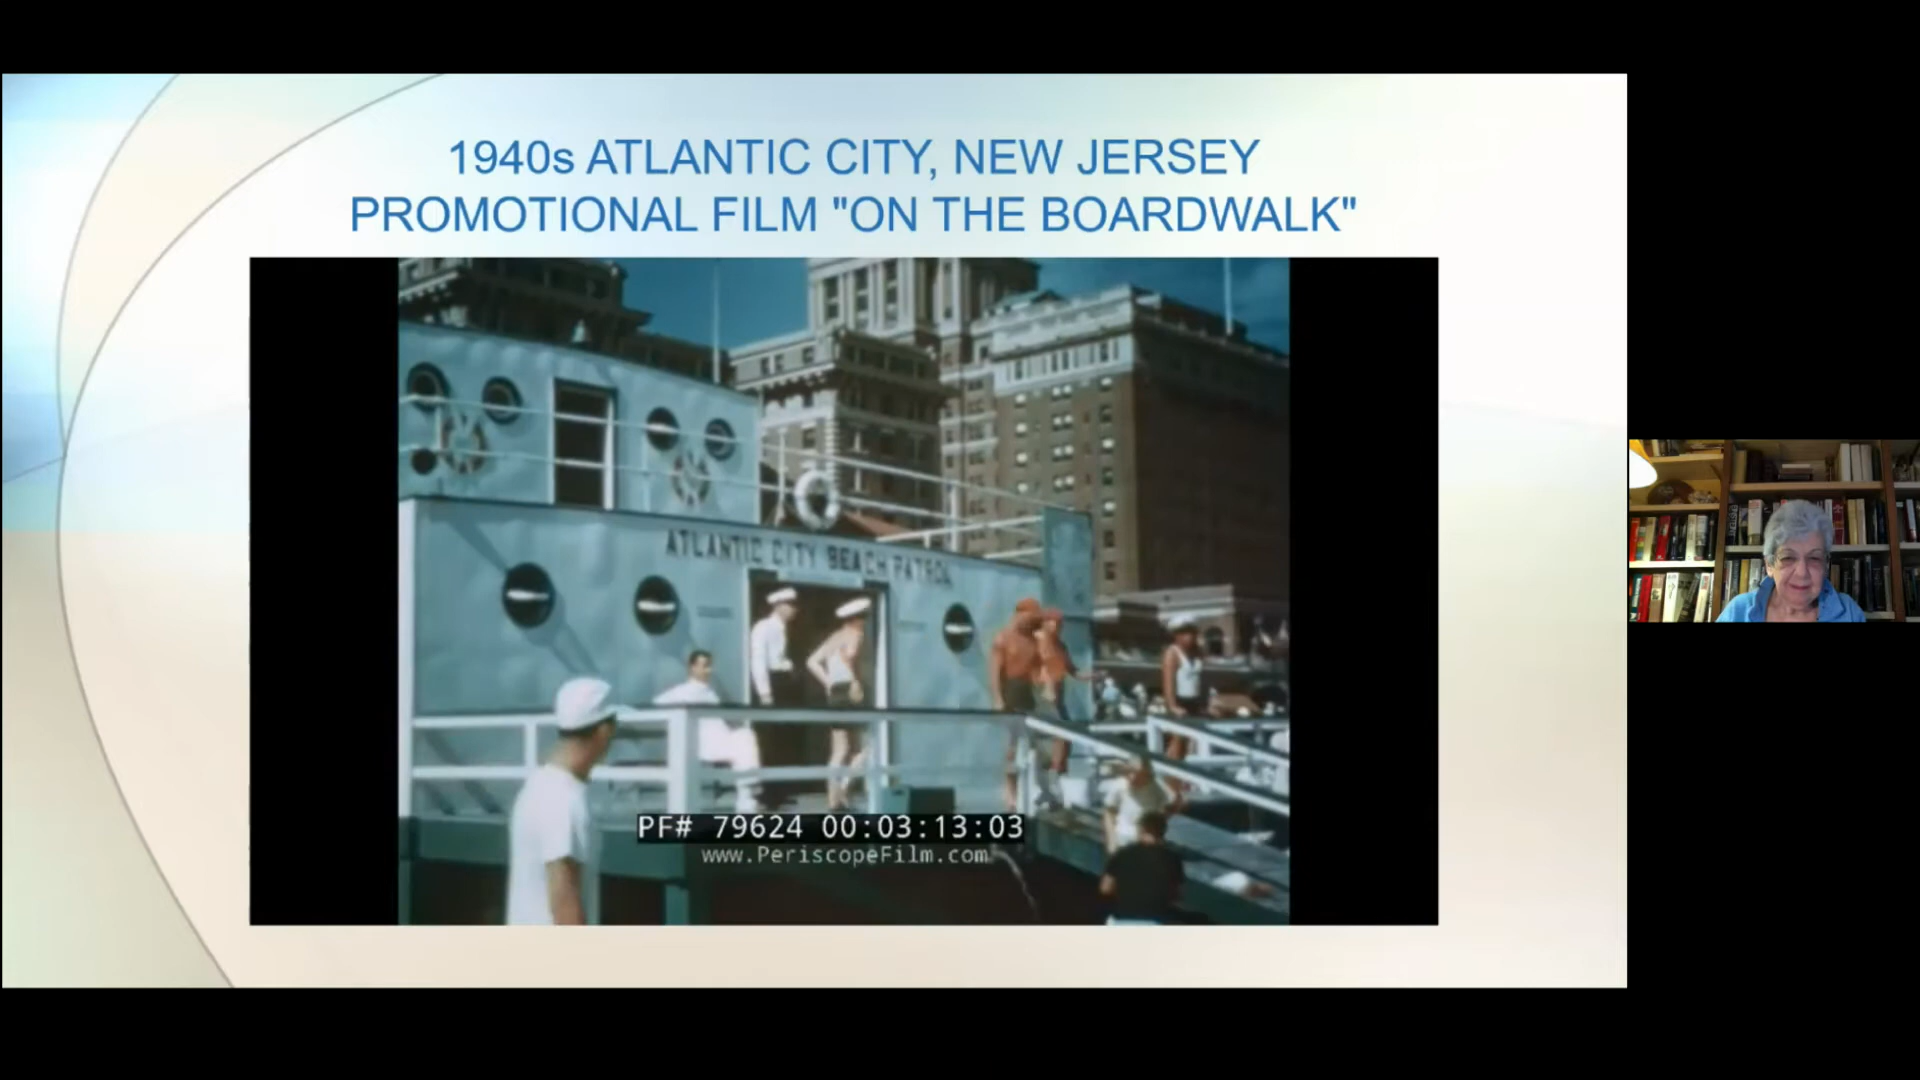 1940s ATLANTIC CITY, NEW JERSEY
PROMOTIONAL FILM "ON THE BOARDWALK"
ATLANTIC CITY BEACH PATROL
PF# 79624 00:03:13:03
www.PeriscopeFilm.com